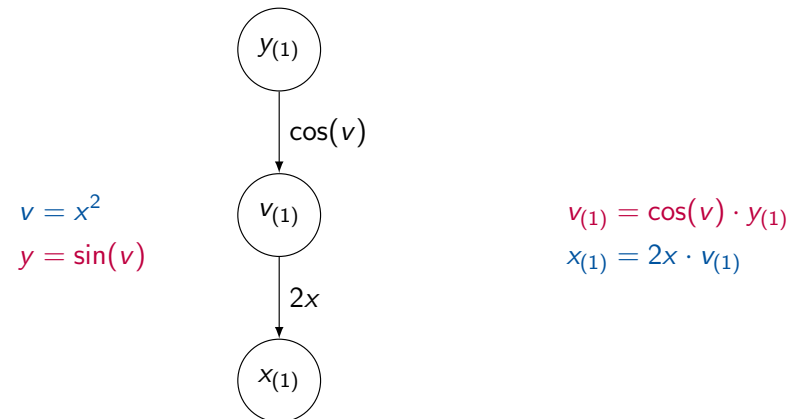 y₍₁₎
cos(v)
v = x²
y = sin(v)
v₍₁₎
v₍₁₎ = cos(v) · y₍₁₎
x₍₁₎ = 2x · v₍₁₎
2x
x₍₁₎